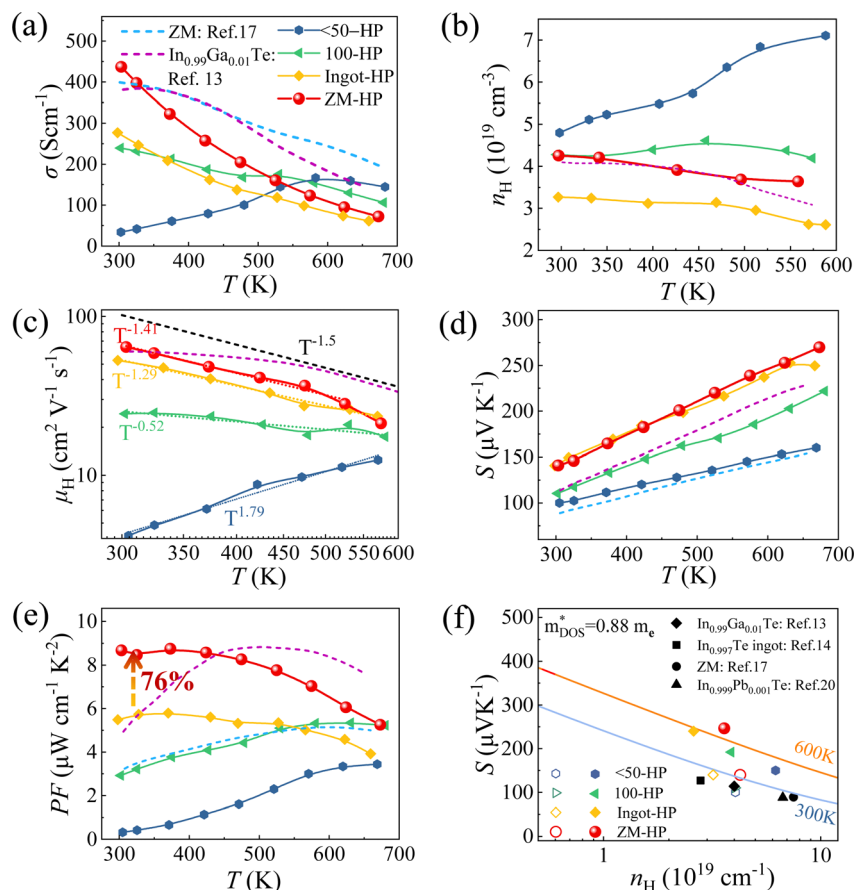 (a)
ZM: Ref.17
In0.99Ga0.01Te:
Ref. 13
<50−HP
100-HP
Ingot-HP
ZM-HP
σ (Scm-1)
500
450
400
350
300
250
200
150
100
50
0
300 400 500 600 700
T (K)
(b)
nH (1019 cm-3)
7
6
5
4
3
2
300 350 400 450 500 550 600
T (K)
(c)
μH (cm2 V-1 s-1)
100
10
T-1.41
T-1.5
T-1.29
T-0.52
T1.79
300 350 400 450 500 550 600
T (K)
(d)
S (μV K-1)
300
250
200
150
100
50
300 400 500 600 700
T (K)
(e)
PF (μW cm-1 K-2)
10
8
6
4
2
0
76%
300 400 500 600 700
T (K)
(f)
S (μVK-1)
500
400
300
200
100
0
m*DOS=0.88 me
In0.99Ga0.01Te: Ref.13
In0.997Te ingot: Ref.14
ZM: Ref.17
In0.999Pb0.001Te: Ref.20
600K
300K
<50-HP
100-HP
Ingot-HP
ZM-HP
1 10
nH (1019 cm-1)